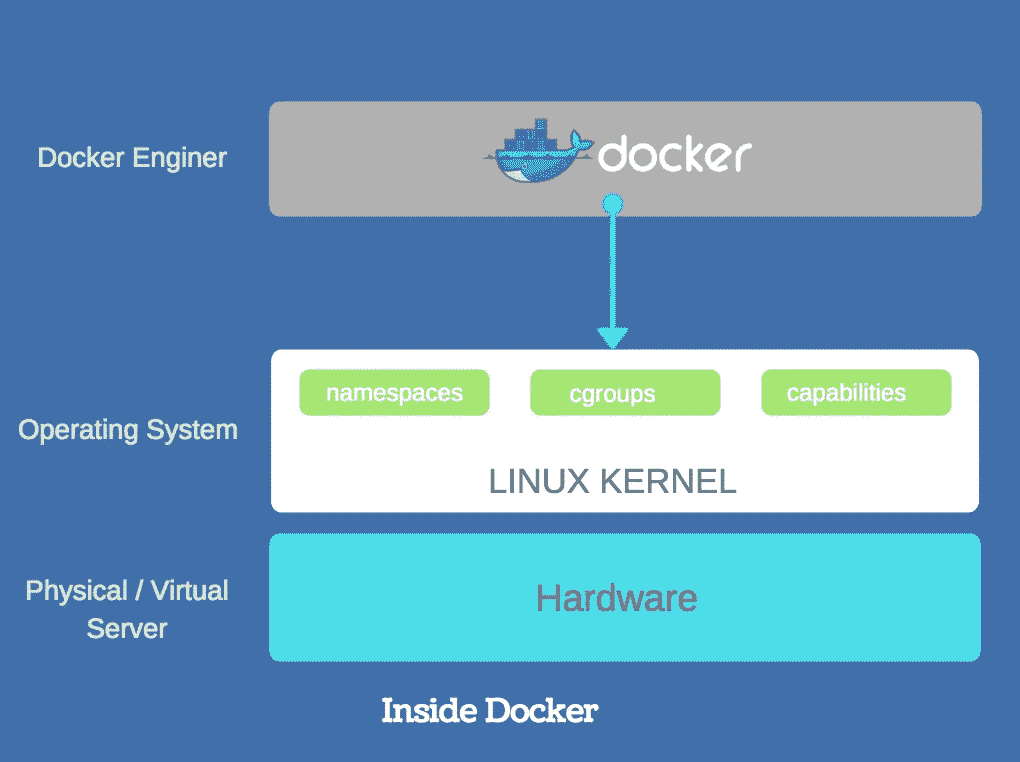 Docker Enginer
docker
namespaces
cgroups
capabilities
Operating System
LINUX KERNEL
Physical / Virtual
Server
Hardware
Inside Docker